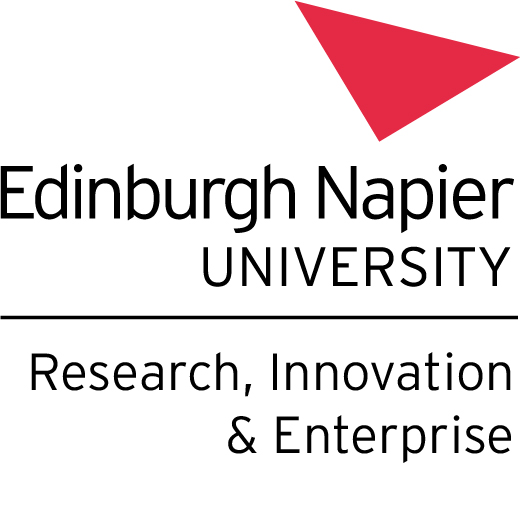 Edinburgh Napier
UNIVERSITY
Research, Innovation
& Enterprise